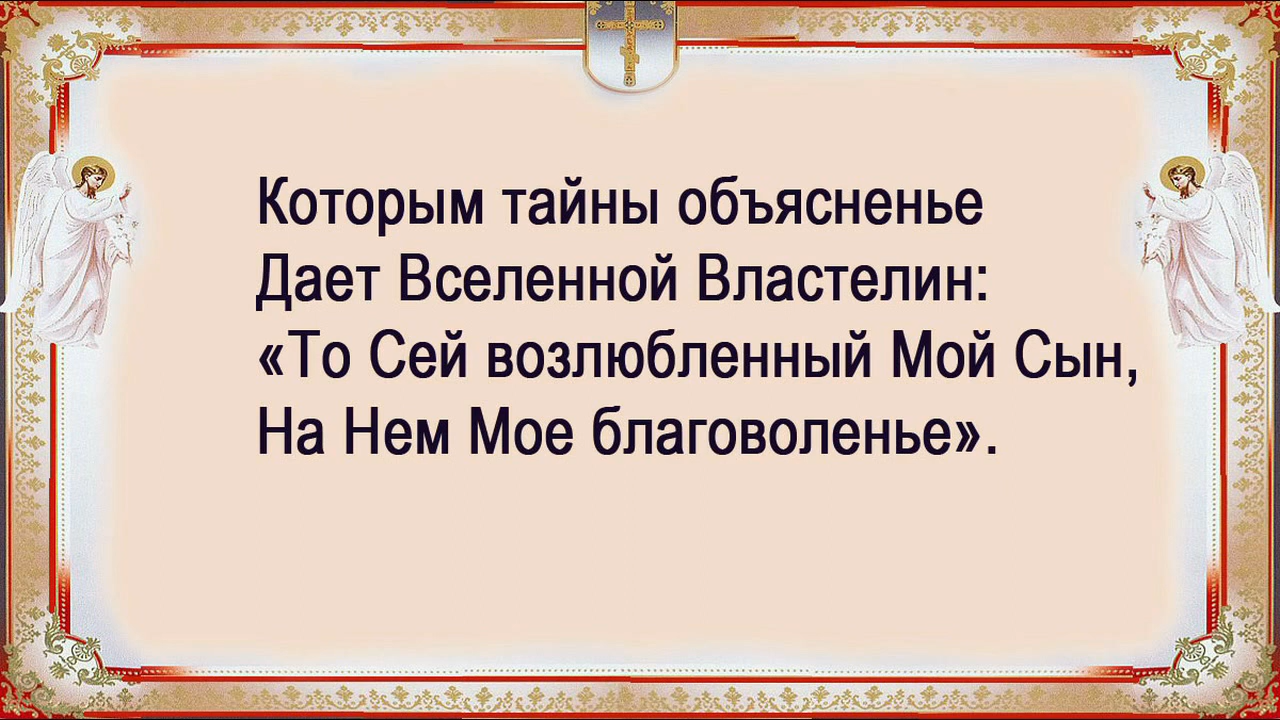 Которым тайны объясненье
Дает Вселенной Властелин:
«То Сей возлюбленный Мой Сын,
На Нем Мое благоволенье».